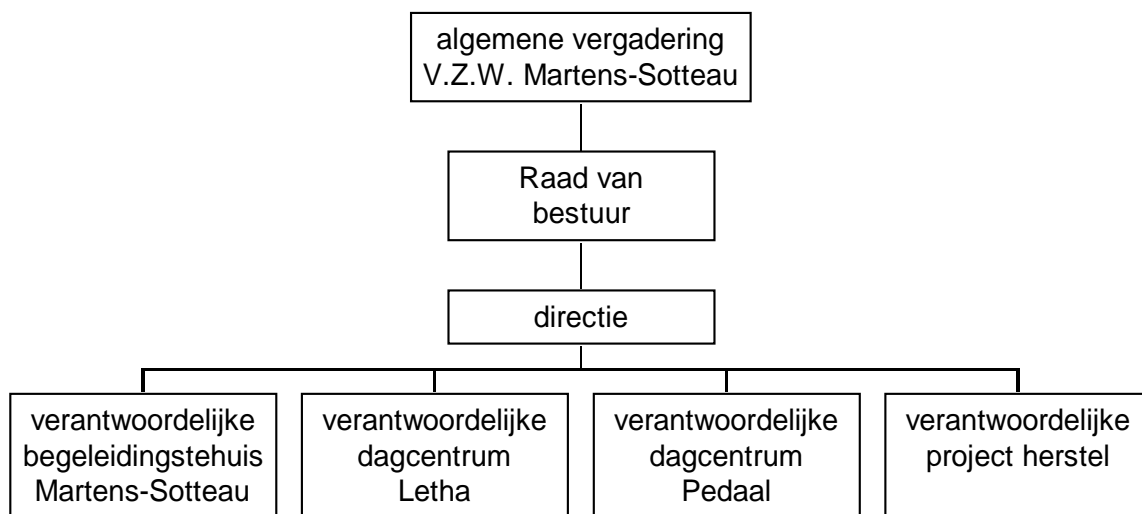 algemene vergadering
V.Z.W. Martens-Sotteau
Raad van
bestuur
directie
verantwoordelijke
begeleidingstehuis
Martens-Sotteau
verantwoordelijke
dagcentrum
Letha
verantwoordelijke
dagcentrum
Pedaal
verantwoordelijke
project herstel